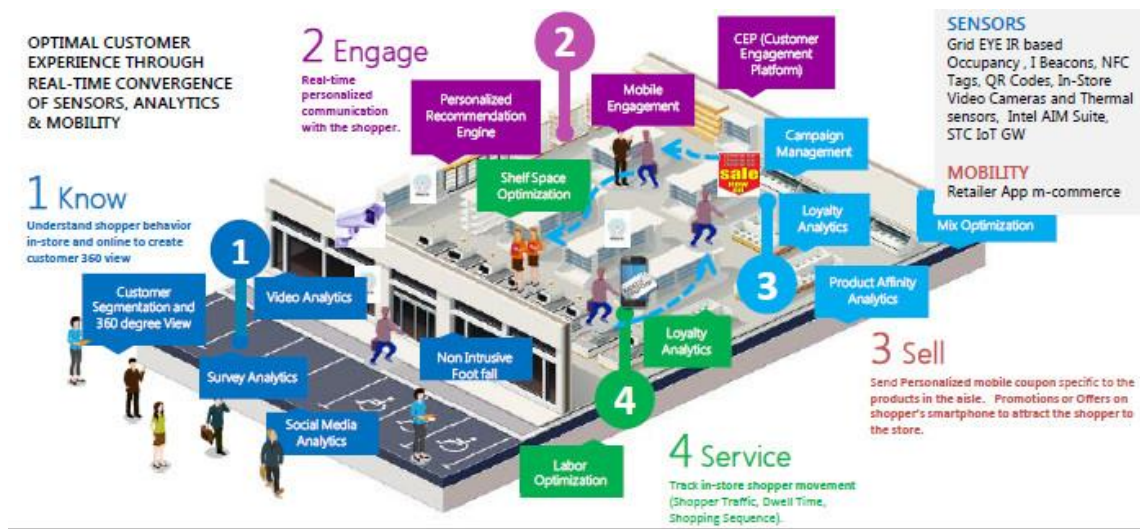 OPTIMAL CUSTOMER
EXPERIENCE THROUGH
REAL-TIME CONVERGENCE
OF SENSORS, ANALYTICS
& MOBILITY
2 Engage
Real-time
personalized
communication
with the shopper.
2
CEP (Customer
Engagement
Platform)
Personalized
Recommendation
Engine
Mobile
Engagement
SENSORS
Grid EYE IR based
Occupancy , I Beacons, NFC
Tags, QR Codes, In-Store
Video Cameras and Thermal
sensors, Intel AIM Suite,
STC IoT GW
MOBILITY
Retailer App m-commerce
Campaign
Management
Shelf Space
Optimization
sale
now
on
1 Know
Understand shopper behavior
in-store and online to create
customer 360 view
1
Loyalty
Analytics
Mix Optimization
3
Product Affinity
Analytics
Customer
Segmentation and
360 degree View
Video Analytics
Non Intrusive
Foot fall
Loyalty
Analytics
Survey Analytics
Social Media
Analytics
4
3 Sell
Send Personalized mobile coupon specific to the
products in the aisle. Promotions or Offers on
shopper's smartphone to attract the shopper to
the store.
Labor
Optimization
4 Service
Track in-store shopper movement
(Shopper Traffic, Dwell Time,
Shopping Sequence).